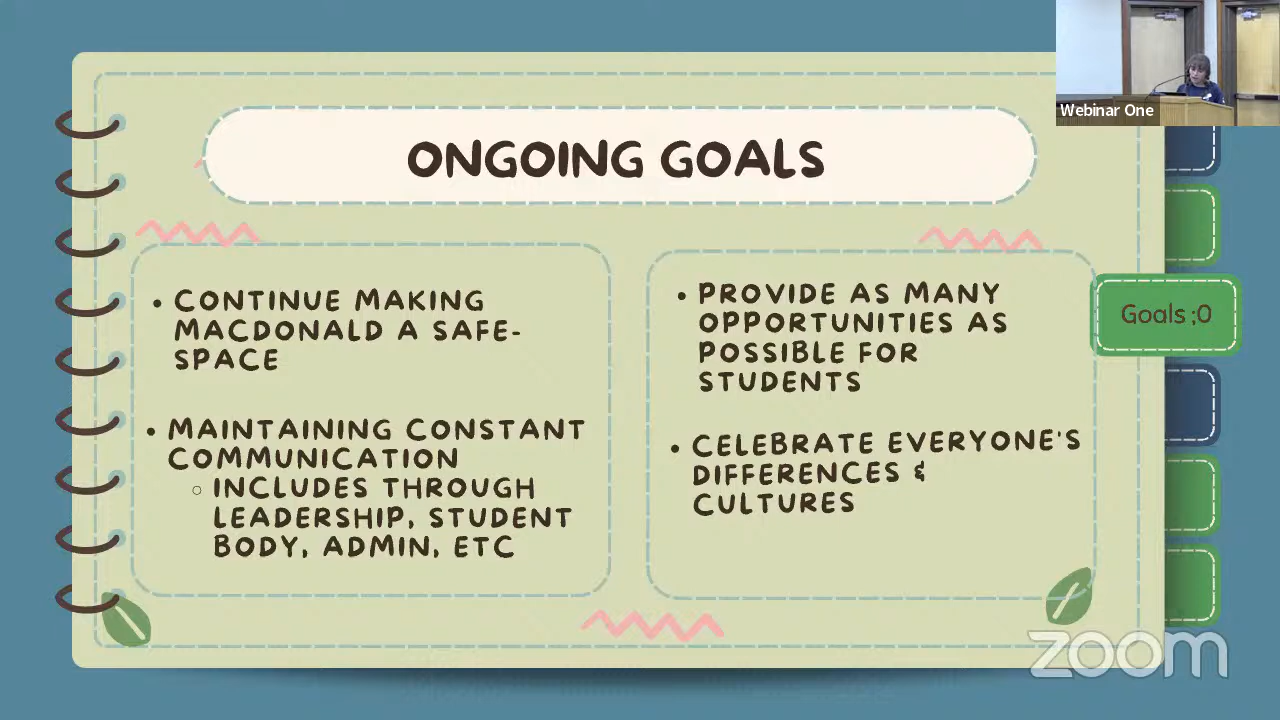 Webinar One
ONGOING GOALS
• CONTINUE MAKING
MACDONALD A SAFE-
SPACE
• MAINTAINING CONSTANT
COMMUNICATION
○ INCLUDES THROUGH
LEADERSHIP, STUDENT
BODY, ADMIN, ETC
• PROVIDE AS MANY
OPPORTUNITIES AS
POSSIBLE FOR
STUDENTS
• CELEBRATE EVERYONE'S
DIFFERENCES &
CULTURES
Goals ;0
zoom